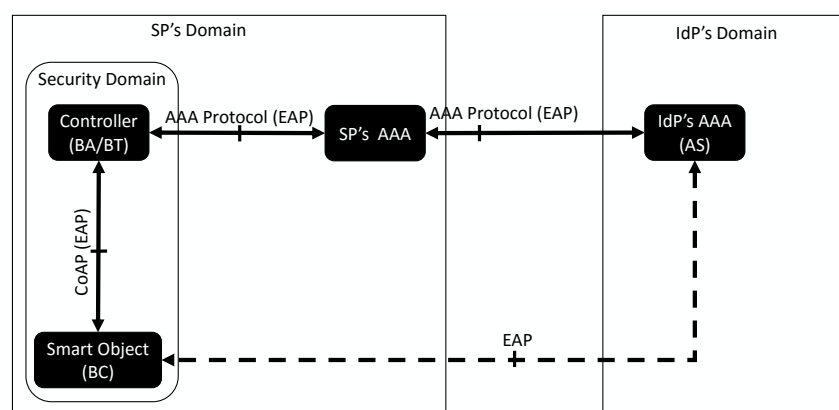 SP's Domain
IdP's Domain
Security Domain
Controller
(BA/BT)
AAA Protocol (EAP)
SP's AAA
AAA Protocol (EAP)
IdP's AAA
(AS)
CoAP (EAP)
Smart Object
(BC)
EAP